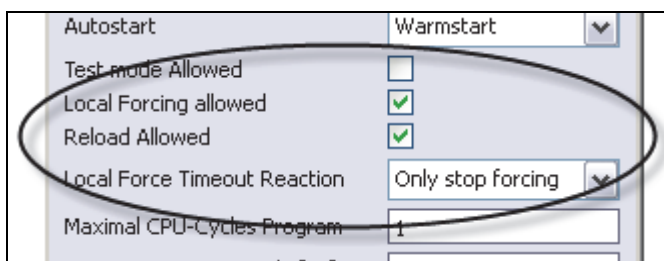 Autostart Warmstart
Test mode Allowed
Local Forcing allowed
Reload Allowed
Local Force Timeout Reaction Only stop forcing
Maximal CPU-Cycles Program 1